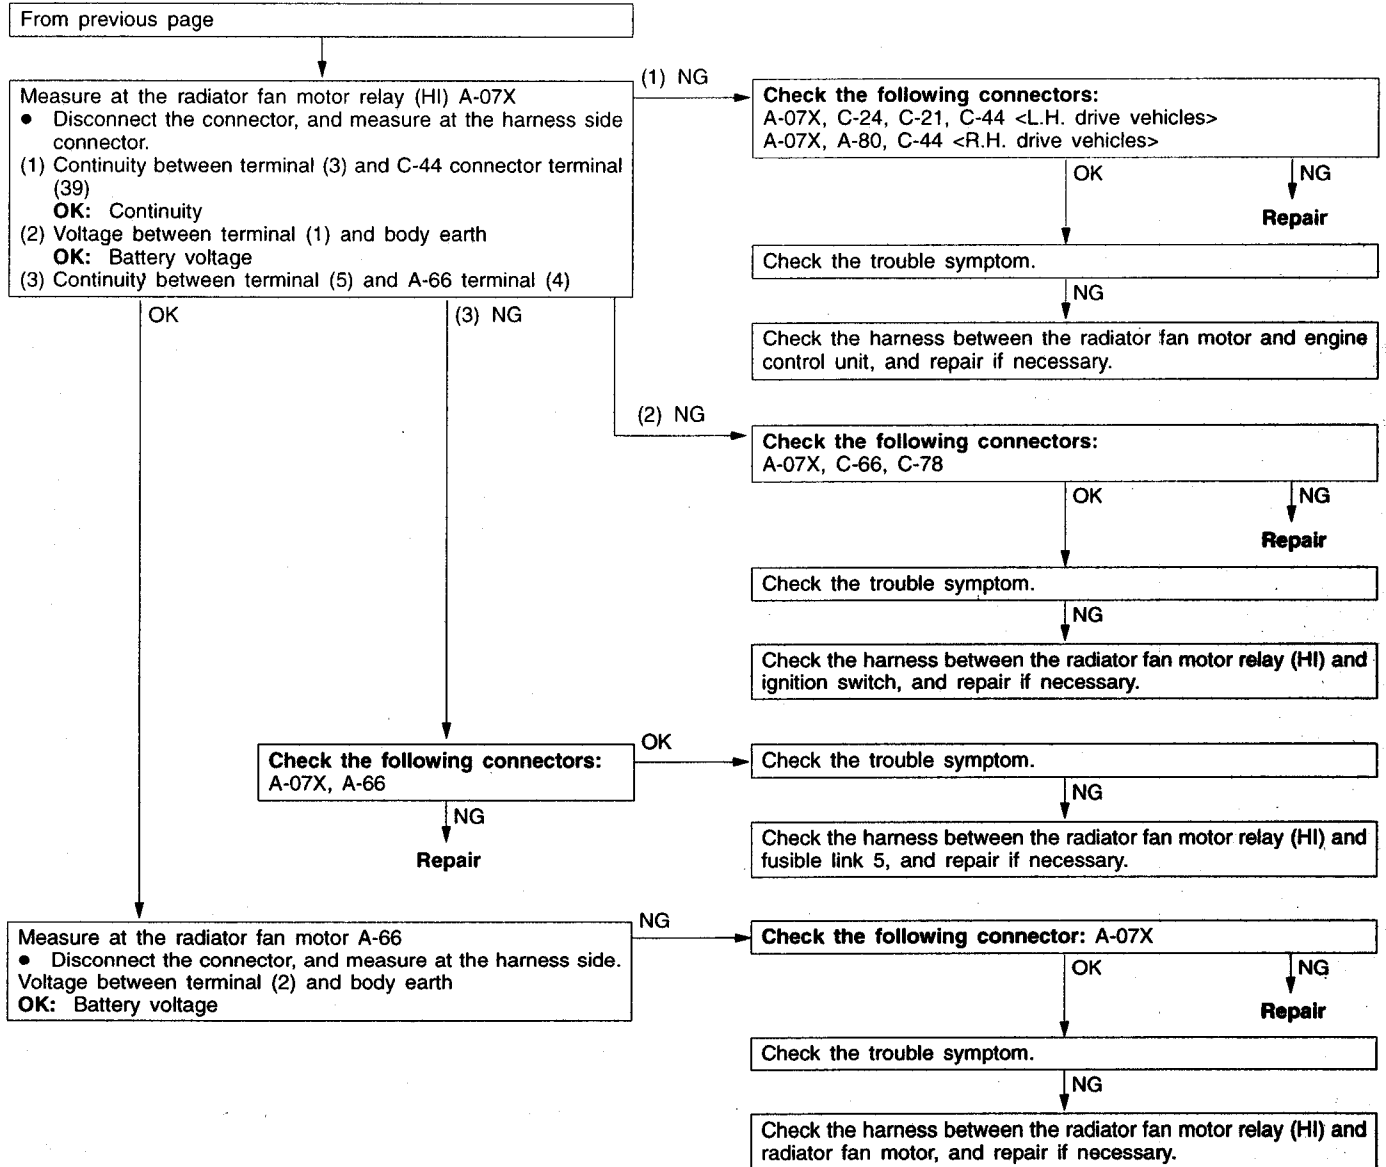 From previous page
Measure at the radiator fan motor relay (HI) A-07X
● Disconnect the connector, and measure at the harness side
connector.
(1) Continuity between terminal (3) and C-44 connector terminal
(39)
OK: Continuity
(2) Voltage between terminal (1) and body earth
OK: Battery voltage
(3) Continuity between terminal (5) and A-66 terminal (4)
(1) NG
Check the following connectors:
A-07X, C-24, C-21, C-44 <L.H. drive vehicles>
A-07X, A-80, C-44 <R.H. drive vehicles>
OK
NG
Repair
Check the trouble symptom.
NG
Check the harness between the radiator fan motor and engine
control unit, and repair if necessary.
OK
(3) NG
(2) NG
Check the following connectors:
A-07X, C-66, C-78
OK
NG
Repair
Check the trouble symptom.
NG
Check the harness between the radiator fan motor relay (HI) and
ignition switch, and repair if necessary.
Check the following connectors:
A-07X, A-66
OK
NG
Repair
Check the trouble symptom.
NG
Check the harness between the radiator fan motor relay (HI) and
fusible link 5, and repair if necessary.
Measure at the radiator fan motor A-66
● Disconnect the connector, and measure at the harness side.
Voltage between terminal (2) and body earth
OK: Battery voltage
NG
Check the following connector: A-07X
OK
NG
Repair
Check the trouble symptom.
NG
Check the harness between the radiator fan motor relay (HI) and
radiator fan motor, and repair if necessary.